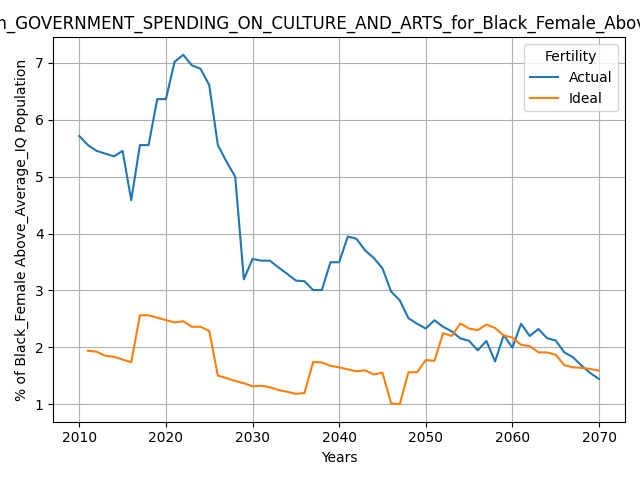 n_GOVERNMENT_SPENDING_ON_CULTURE_AND_ARTS_for_Black_Female_Above
Fertility
Actual
Ideal
% of Black_Female Above_Average_IQ Population
7
6
5
4
3
2
1
2010 2020 2030 2040 2050 2060 2070
Years